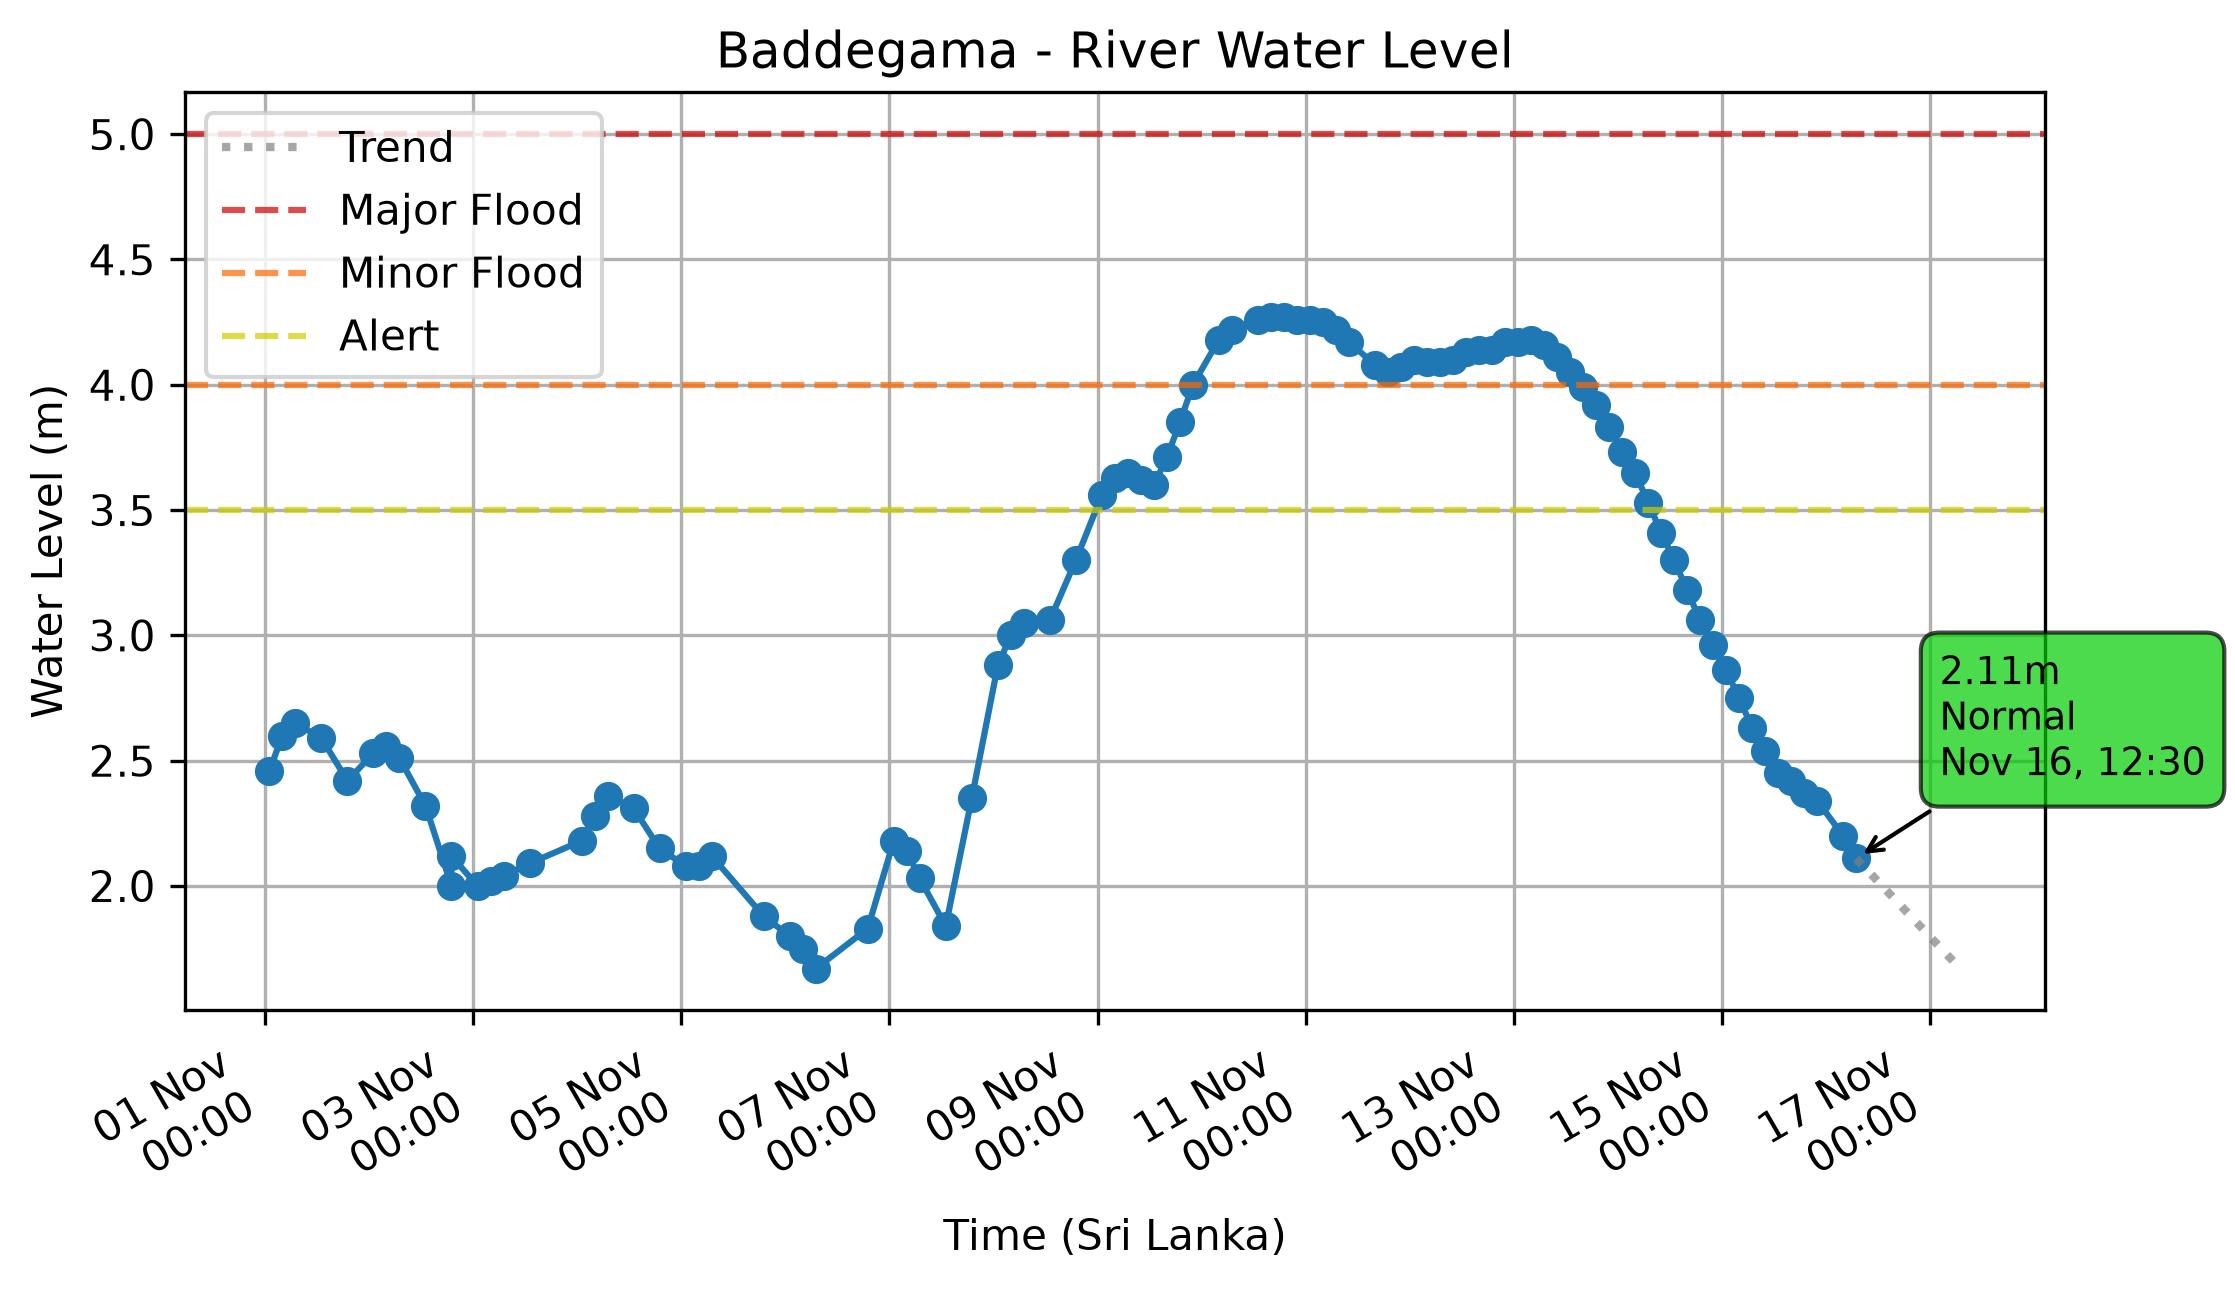 Baddegama - River Water Level
Trend
Major Flood
Minor Flood
Alert
5.0
4.5
4.0
3.5
3.0
2.5
2.0
Water Level (m)
2.11m
Normal
Nov 16, 12:30
01 Nov
00:00
03 Nov
00:00
05 Nov
00:00
07 Nov
00:00
09 Nov
00:00
11 Nov
00:00
13 Nov
00:00
15 Nov
00:00
17 Nov
00:00
Time (Sri Lanka)